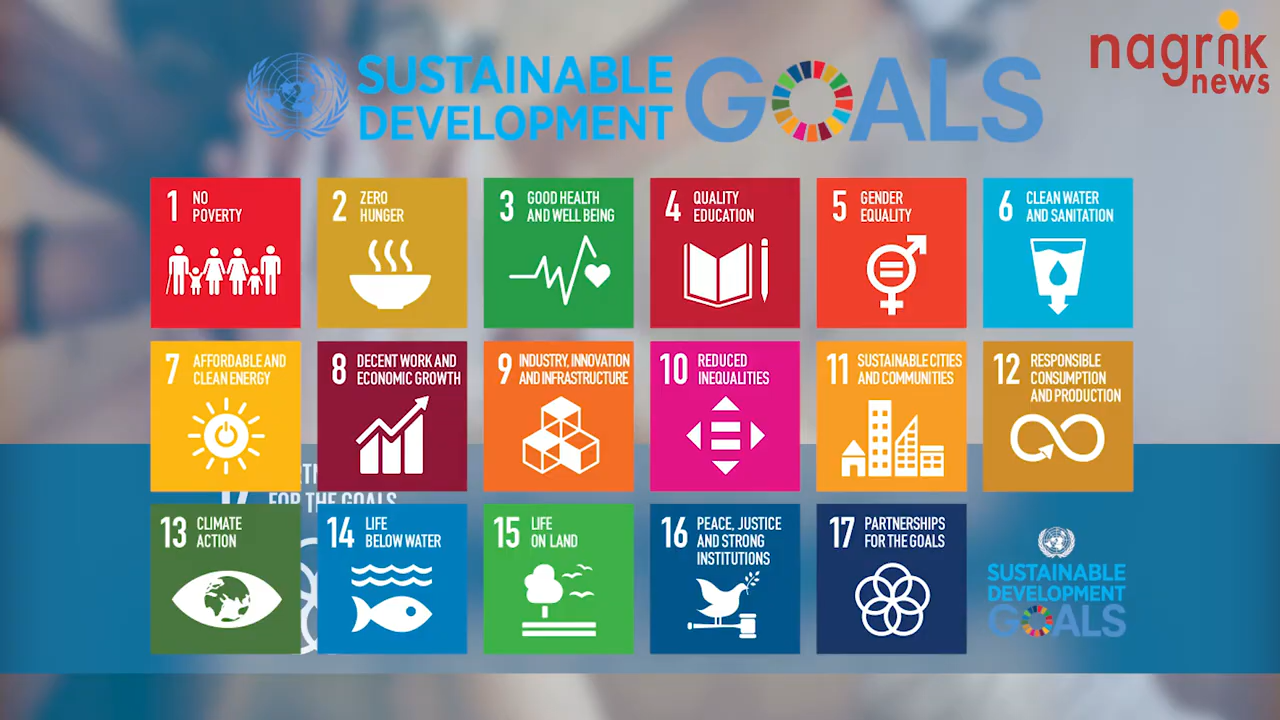 nagrik
news
SUSTAINABLE
DEVELOPMENT
GOALS
1 NO
POVERTY
2 ZERO
HUNGER
3 GOOD HEALTH
AND WELL BEING
4 QUALITY
EDUCATION
5 GENDER
EQUALITY
6 CLEAN WATER
AND SANITATION
7 AFFORDABLE AND
CLEAN ENERGY
8 DECENT WORK AND
ECONOMIC GROWTH
9 INDUSTRY, INNOVATION
AND INFRASTRUCTURE
10 REDUCED
INEQUALITIES
11 SUSTAINABLE CITIES
AND COMMUNITIES
12 RESPONSIBLE
CONSUMPTION
AND PRODUCTION
FOR THE GOALS
13 CLIMATE
ACTION
14 LIFE
BELOW WATER
15 LIFE
ON LAND
16 PEACE, JUSTICE
AND STRONG
INSTITUTIONS
17 PARTNERSHIPS
FOR THE GOALS
SUSTAINABLE
DEVELOPMENT
GOALS